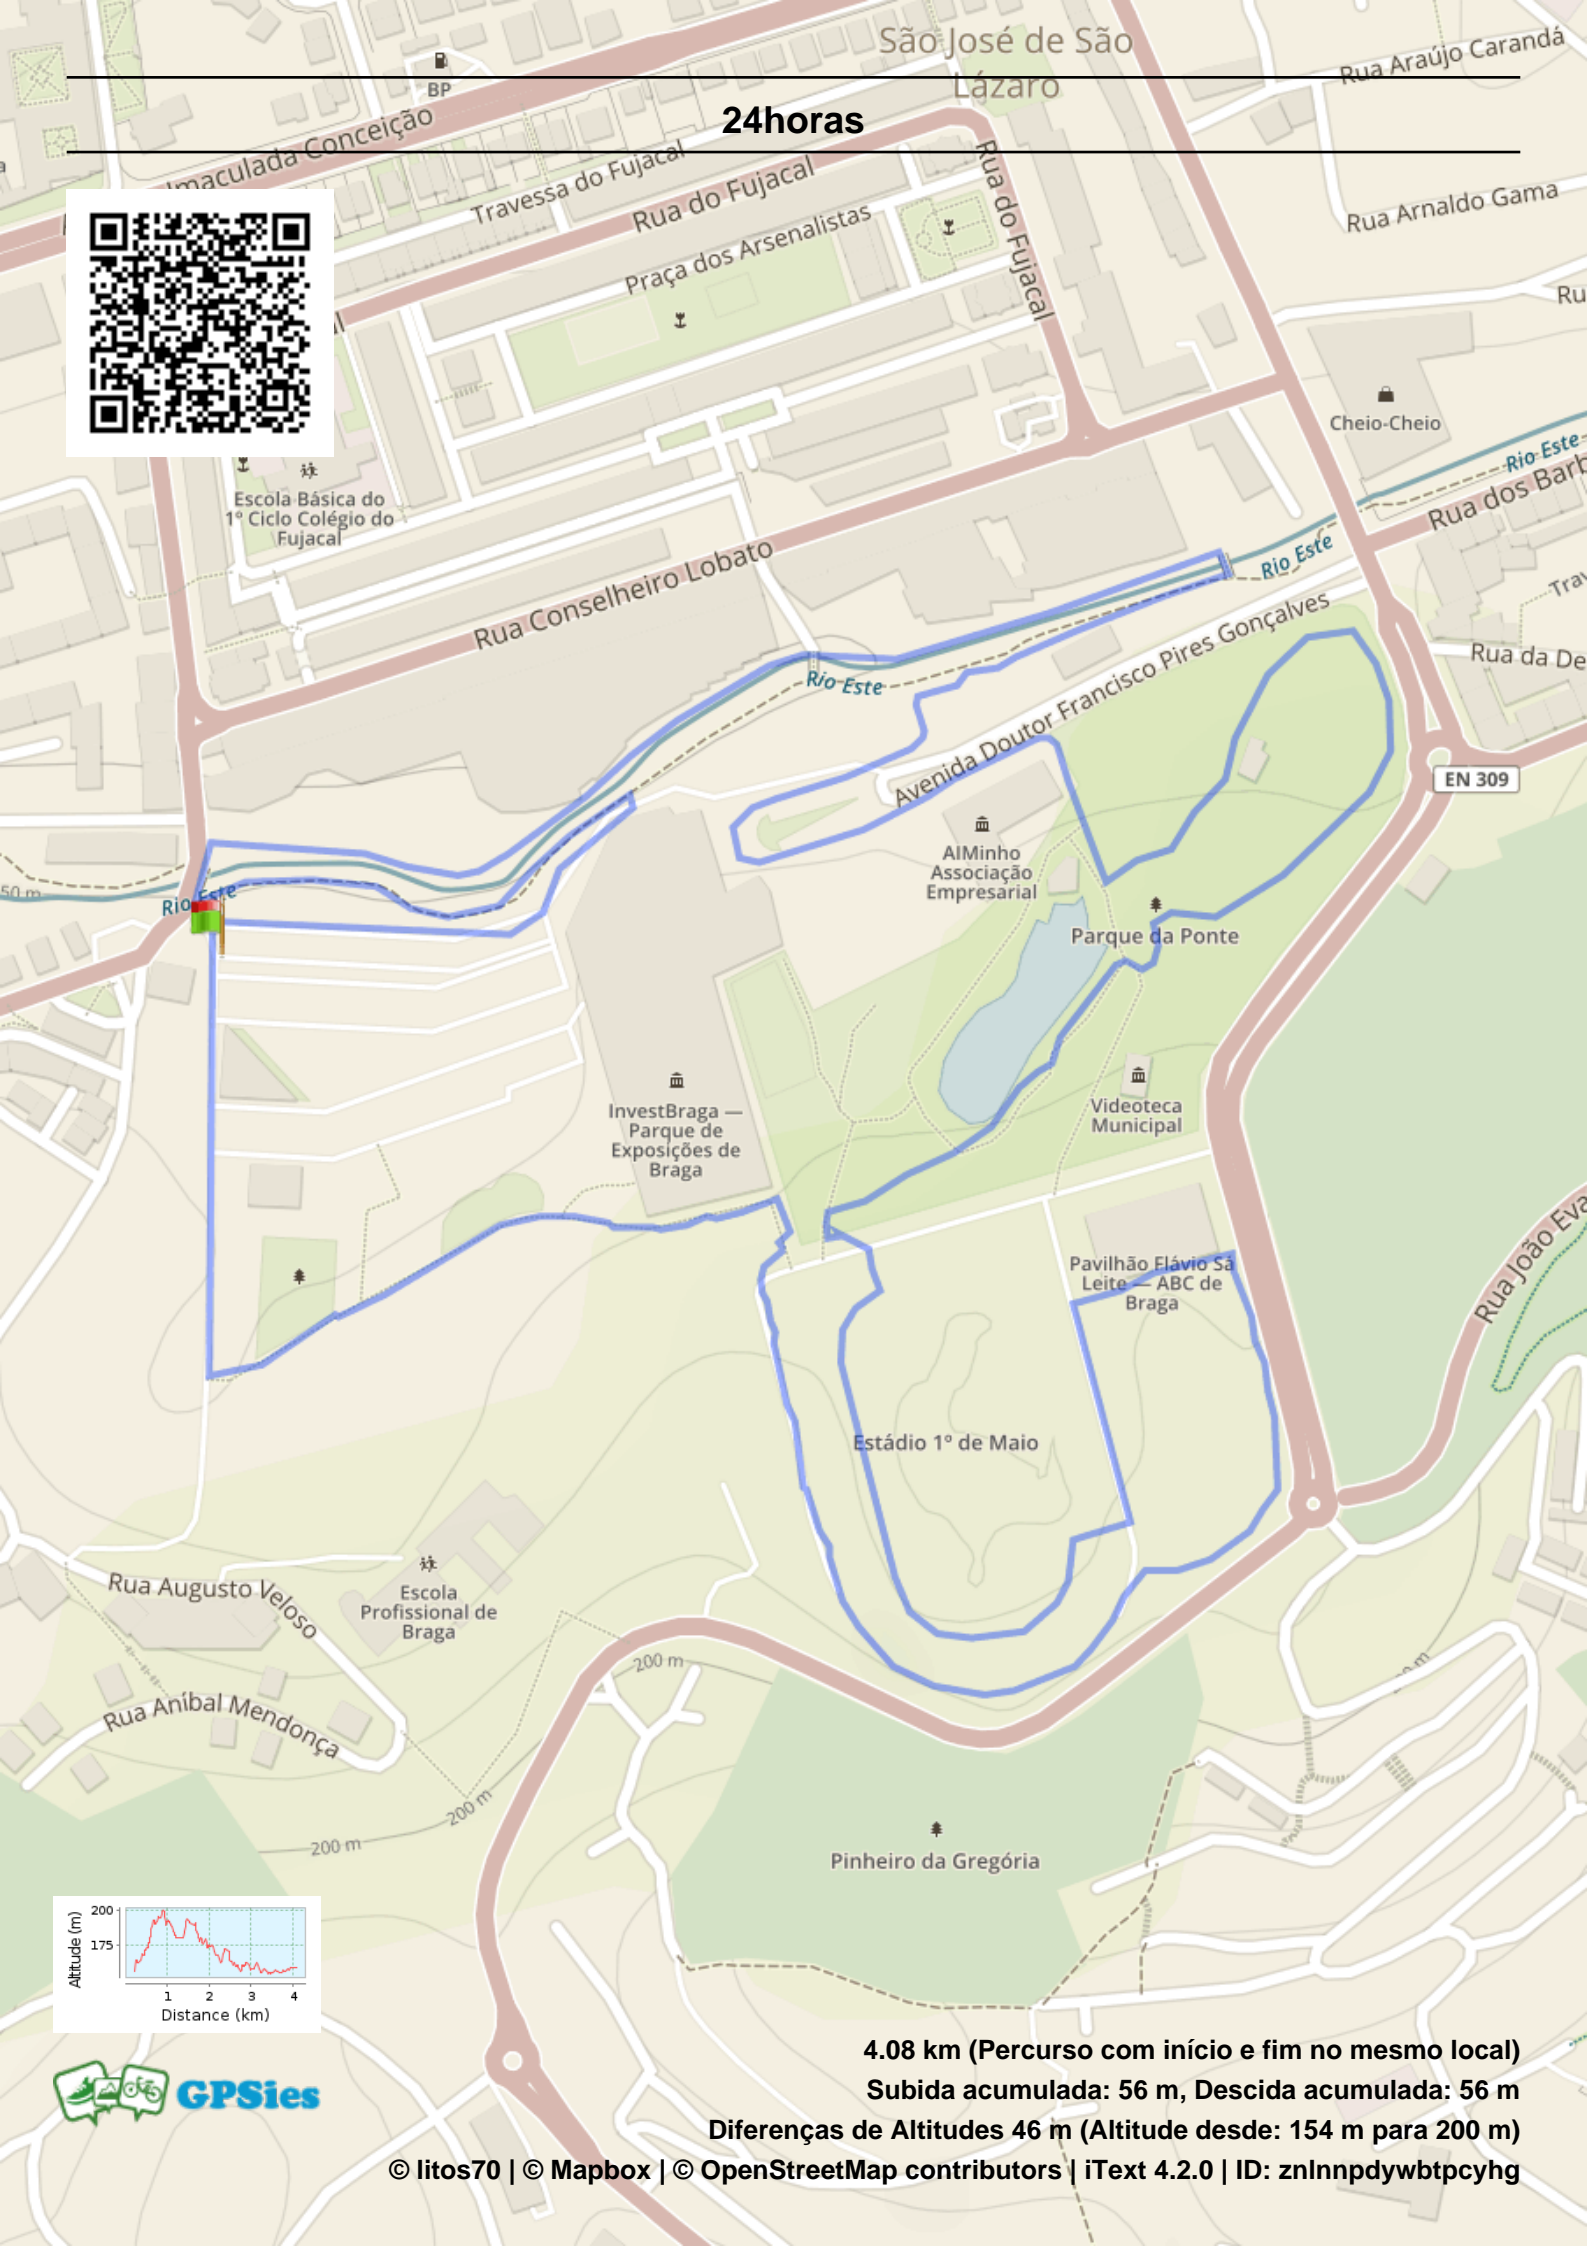 São José de São
Lázaro
Rua Araújo Carandá
BP
24horas
Imaculada Conceição
Travessa do Fujacal
Rua do Fujacal
Rua do Fujacal
Rua Arnaldo Gama
Praça dos Arsenalistas
Ru
Cheio-Cheio
Rio Este
Rua dos Barb
Escola Básica do
1º Ciclo Colégio do
Fujacal
Rua Conselheiro Lobato
Rio Este
Trav
Avenida Doutor Francisco Pires Gonçalves
Rua da De
Rio Este
EN 309
AIMinho
Associação
Empresarial
50 m
Rio Este
Parque da Ponte
InvestBraga —
Parque de
Exposições de
Braga
Videoteca
Municipal
Rua João Eva
Pavilhão Flávio Sá
Leite — ABC de
Braga
Estádio 1º de Maio
Rua Augusto Veloso
Escola
Profissional de
Braga
200 m
Rua Aníbal Mendonça
200 m
200 m
Pinheiro da Gregória
Altitude (m)
200
175
1 2 3 4
Distance (km)
GPSies
4.08 km (Percurso com início e fim no mesmo local)
Subida acumulada: 56 m, Descida acumulada: 56 m
Diferenças de Altitudes 46 m (Altitude desde: 154 m para 200 m)
© litos70 | © Mapbox | © OpenStreetMap contributors | iText 4.2.0 | ID: znlnnpdywbtpcyhg